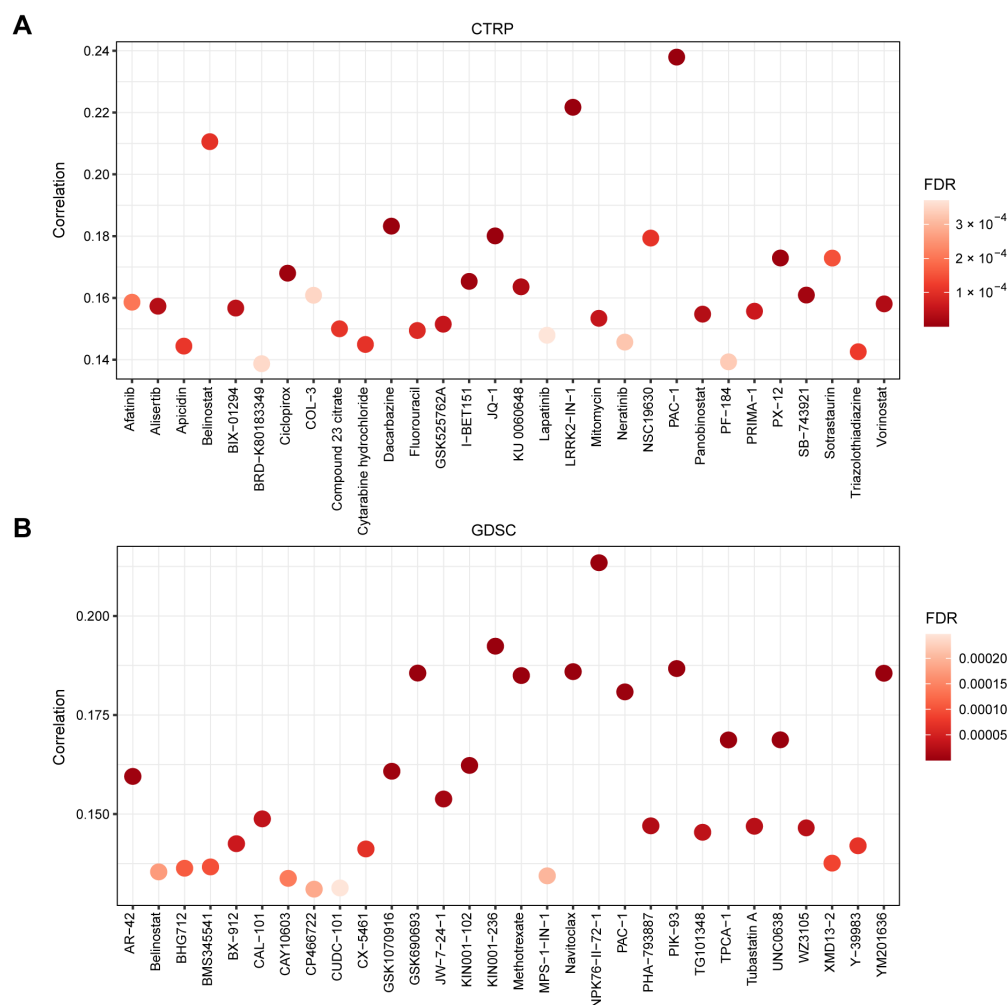 A
CTRP
0.24
0.22
0.20
0.18
0.16
0.14
Correlation
Afatinib
Alisertib
Apicidin
Belinostat
BIX−01294
BRD−K80183349
Ciclopirox
COL−3
Compound 23 citrate
Cytarabine hydrochloride
Dacarbazine
Fluorouracil
GSK525762A
I−BET151
JQ−1
KU 0060648
Lapatinib
LRRK2−IN−1
Mitomycin
Neratinib
NSC19630
PAC−1
Panobinostat
PF−184
PRIMA−1
PX−12
SB−743921
Sotrastaurin
Triazolothiadiazine
Vorinostat
FDR
3 × 10⁻⁴
2 × 10⁻⁴
1 × 10⁻⁴
B
GDSC
0.200
0.175
0.150
Correlation
AR−42
Belinostat
BHG712
BMS345541
BX−912
CAL−101
CAY10603
CP466722
CUDC−101
CX−5461
GSK1070916
GSK690693
JW−7−24−1
KIN001−102
KIN001−236
Methotrexate
MPS−1−IN−1
Navitoclax
NPK76−II−72−1
PAC−1
PHA−793887
PIK−93
TG101348
TPCA−1
Tubastatin A
UNC0638
WZ3105
XMD13−2
Y−39983
YM201636
FDR
0.00020
0.00015
0.00010
0.00005